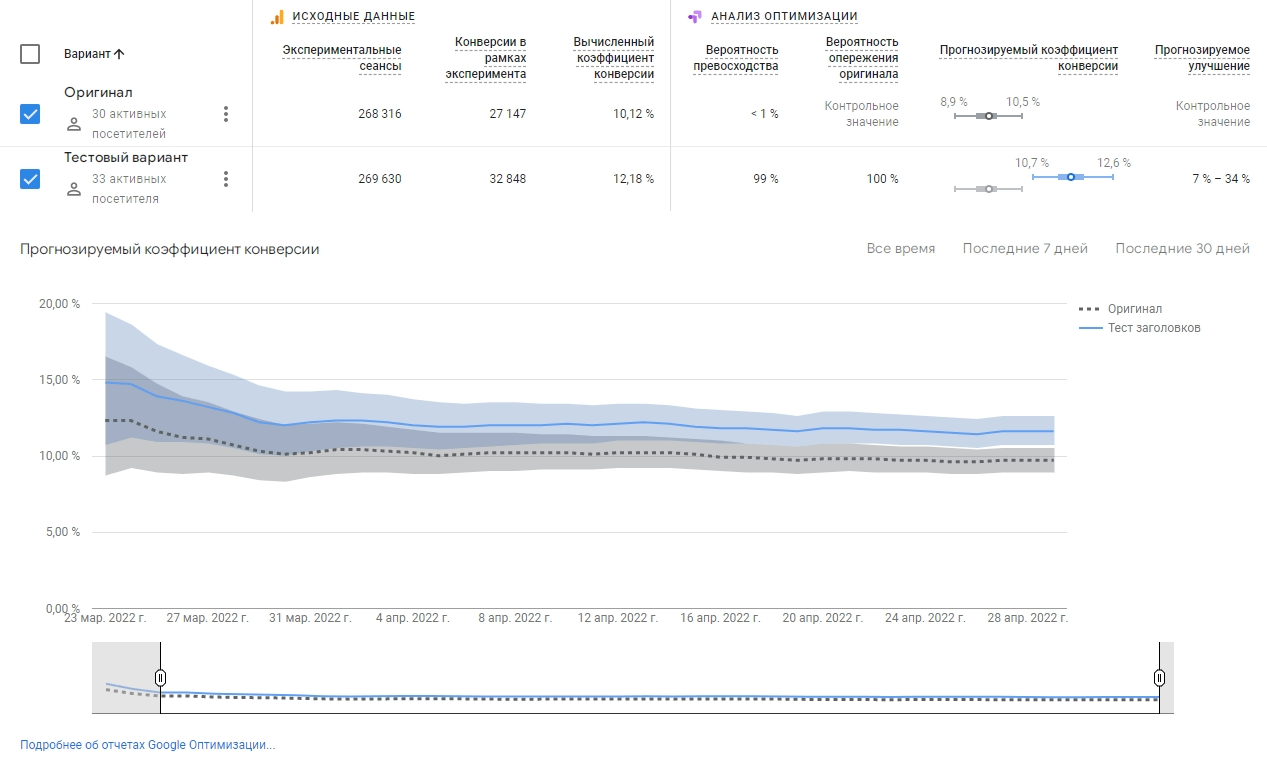 ИСХОДНЫЕ ДАННЫЕ
АНАЛИЗ ОПТИМИЗАЦИИ
Вариант
Экспериментальные
сеансы
Конверсии в
рамках
эксперимента
Вычисленный
коэффициент
конверсии
Вероятность
превосходства
Вероятность
опережения
оригинала
Прогнозируемый коэффициент
конверсии
Прогнозируемое
улучшение
Оригинал
30 активных
посетителей
268 316
27 147
10,12 %
< 1 %
Контрольное
значение
8,9 %
10,5 %
Контрольное
значение
Тестовый вариант
33 активных
посетителя
269 630
32 848
12,18 %
99 %
100 %
10,7 %
12,6 %
7 % – 34 %
Прогнозируемый коэффициент конверсии
Все время
Последние 7 дней
Последние 30 дней
20,00 %
15,00 %
10,00 %
5,00 %
0,00 %
Оригинал
Тест заголовков
23 мар. 2022 г.
27 мар. 2022 г.
31 мар. 2022 г.
4 апр. 2022 г.
8 апр. 2022 г.
12 апр. 2022 г.
16 апр. 2022 г.
20 апр. 2022 г.
24 апр. 2022 г.
28 апр. 2022 г.
Подробнее об отчетах Google Оптимизации...